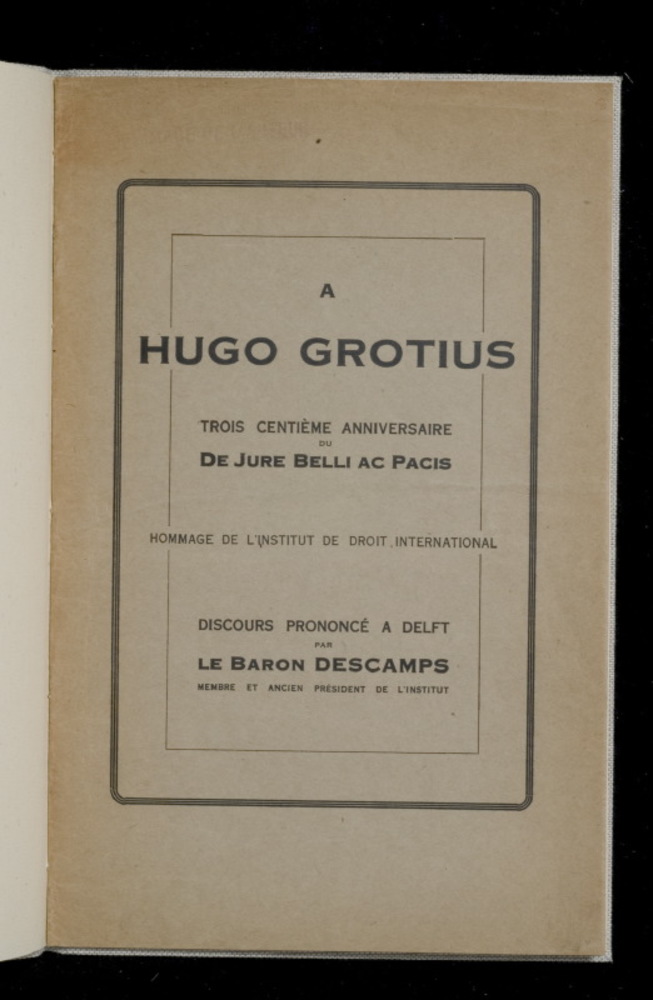 A
HUGO GROTIUS
TROIS CENTIÈME ANNIVERSAIRE
DU
DE JURE BELLI AC PACIS
HOMMAGE DE L'INSTITUT DE DROIT INTERNATIONAL
DISCOURS PRONONCÉ A DELFT
PAR
LE BARON DESCAMPS
MEMBRE ET ANCIEN PRÉSIDENT DE L'INSTITUT